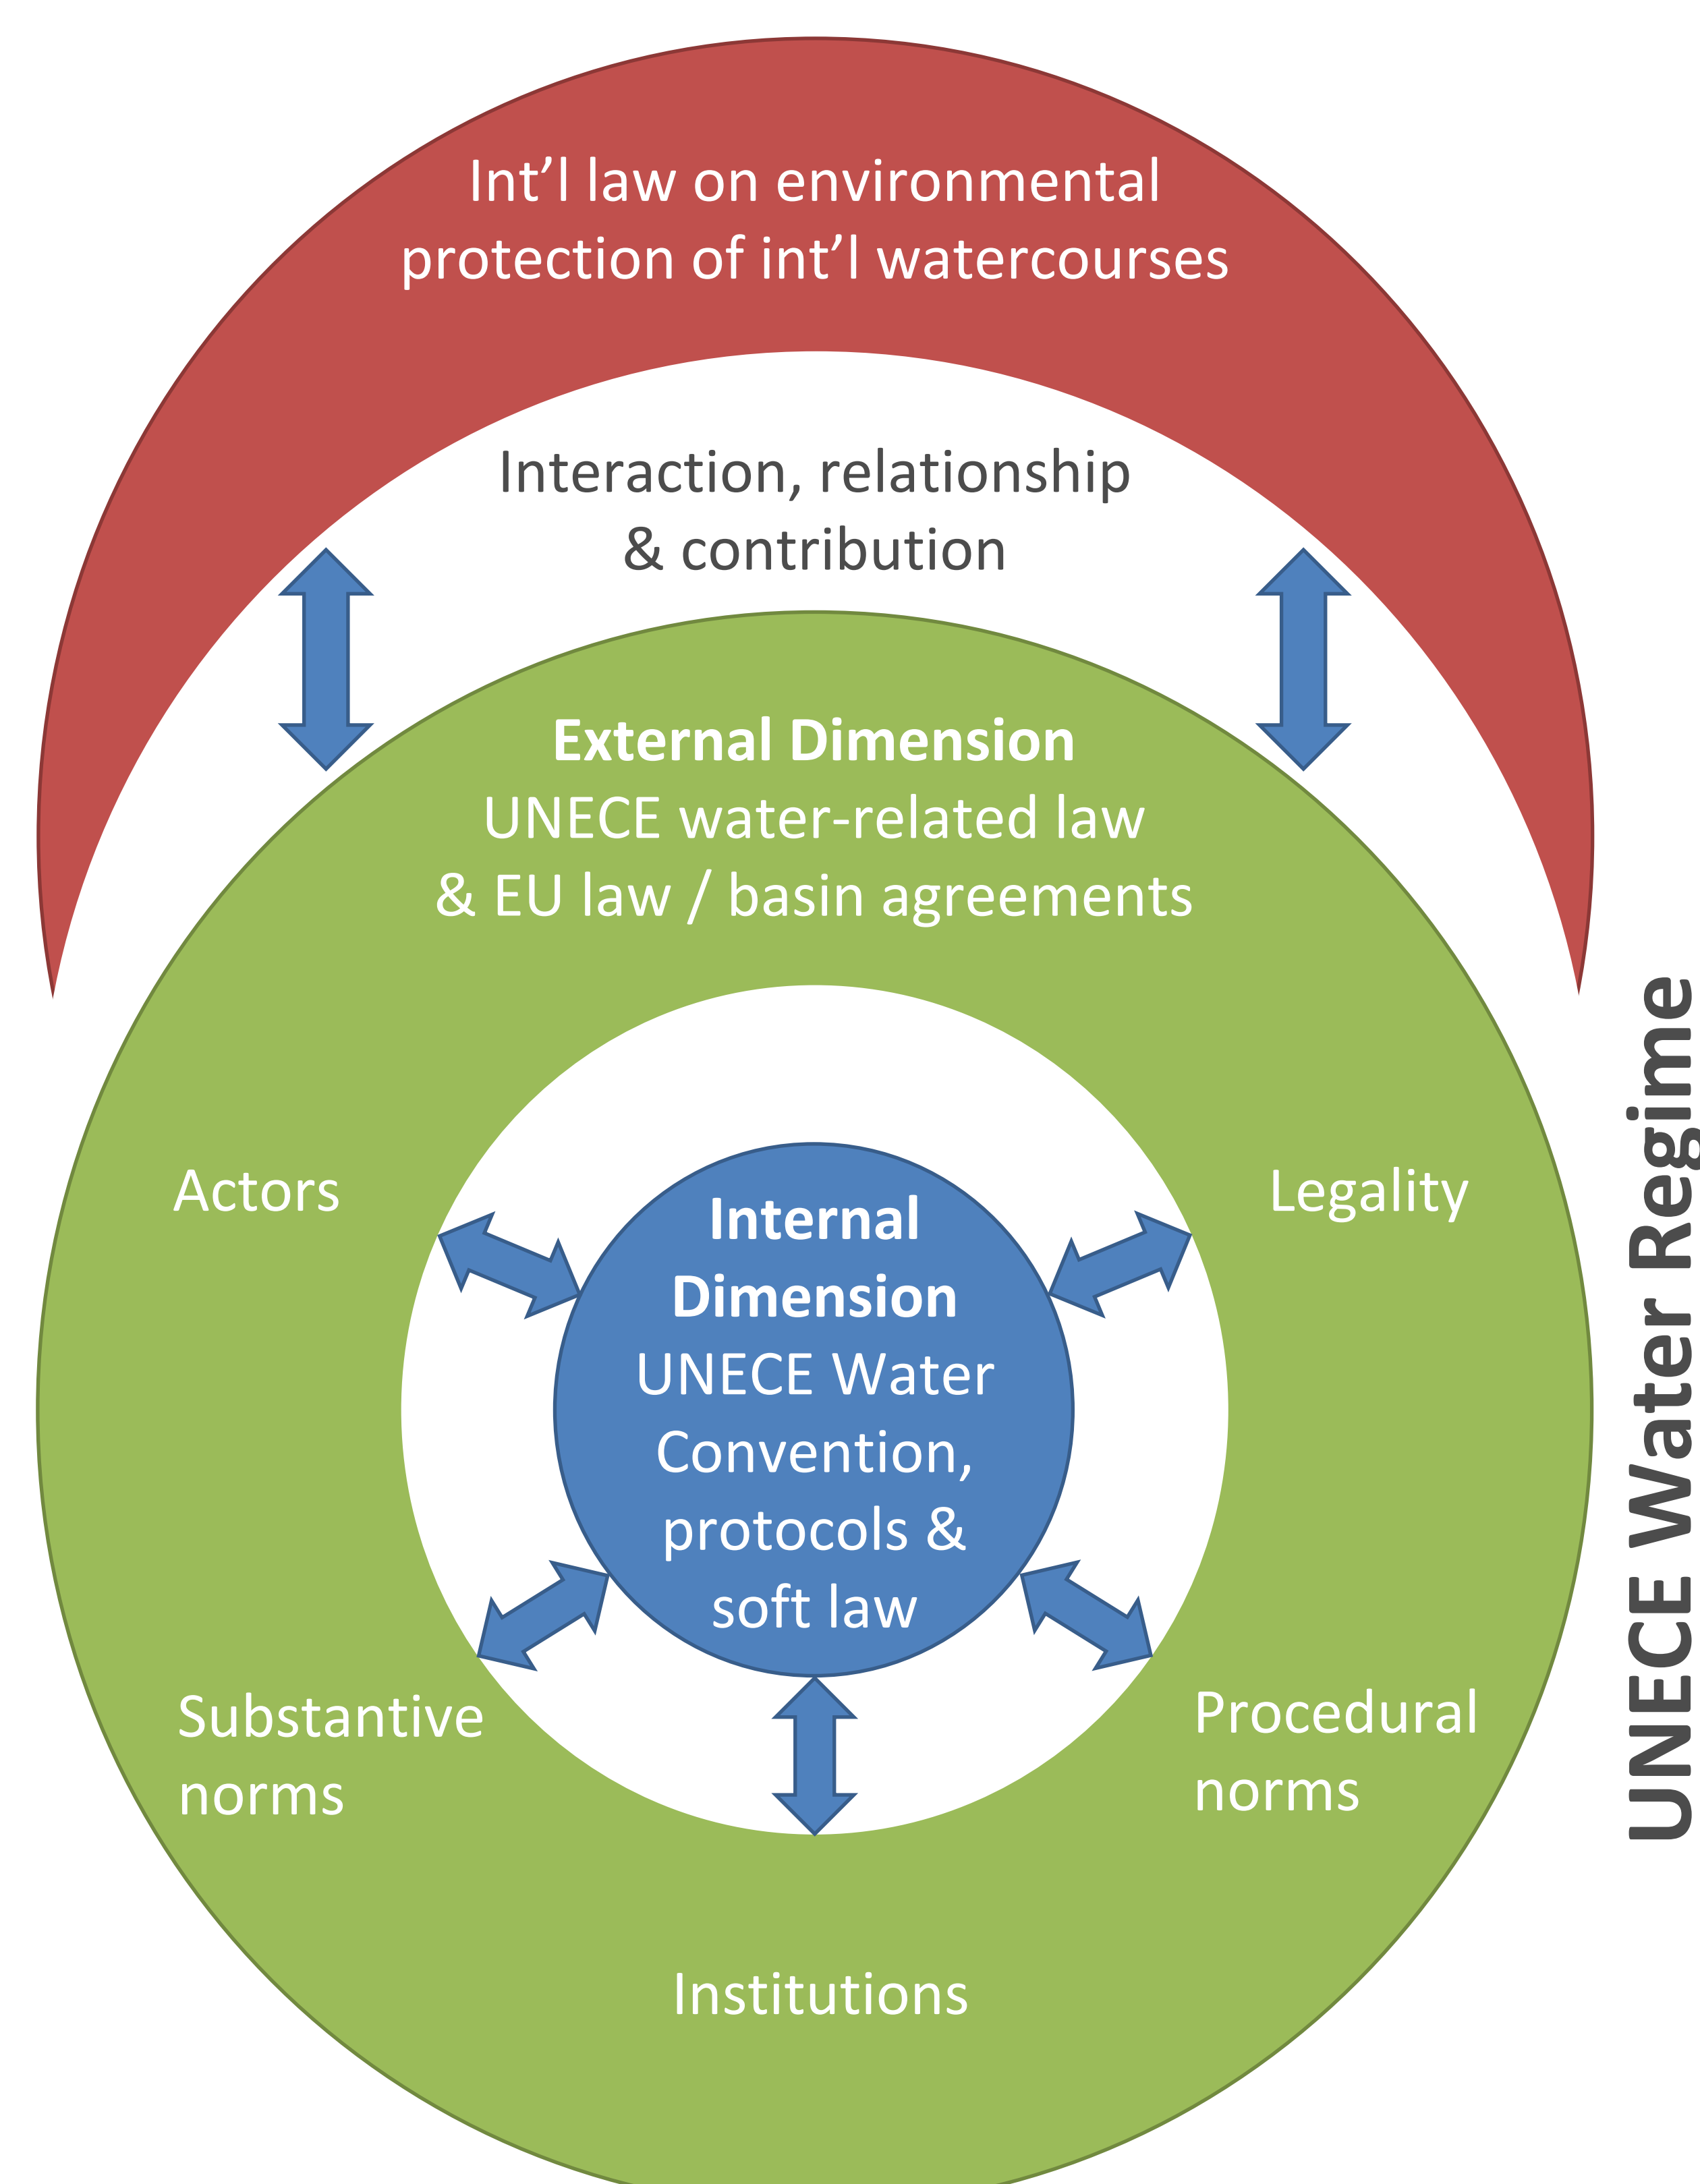 Int’l law on environmental
protection of int’l watercourses
Interaction, relationship
& contribution
External Dimension
UNECE water-related law
& EU law / basin agreements
Actors
Legality
Internal
Dimension
UNECE Water
Convention,
protocols &
soft law
Substantive
norms
Procedural
norms
Institutions
UNECE Water Regime